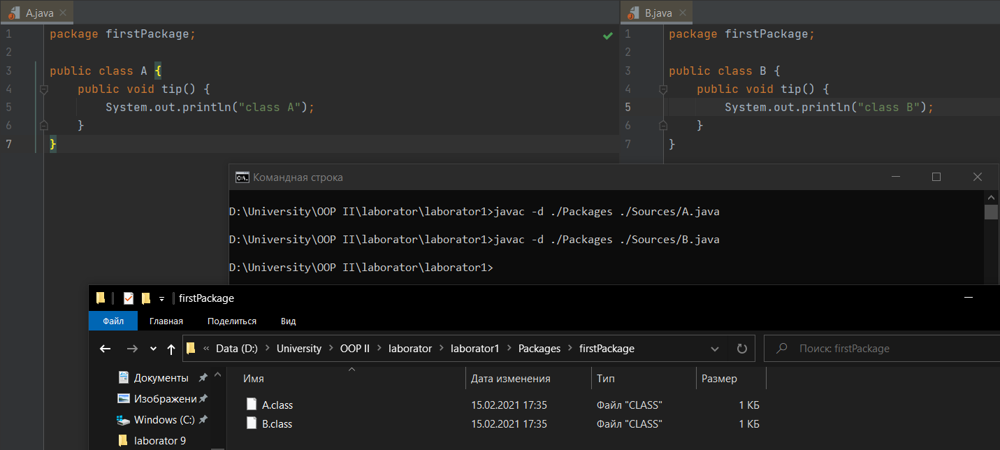 A.java
1 package firstPackage;
2
3 public class A {
4 public void tip() {
5 System.out.println("class A");
6 }
7 }
B.java
1 package firstPackage;
2
3 public class B {
4 public void tip() {
5 System.out.println("class B");
6 }
7 }
C:\. Командная строка
D:\University\OOP II\laborator\laborator1>javac -d ./Packages ./Sources/A.java
D:\University\OOP II\laborator\laborator1>javac -d ./Packages ./Sources/B.java
D:\University\OOP II\laborator\laborator1>
firstPackage
Файл Главная Поделиться Вид
« Data (D:) > University > OOP II > laborator > laborator1 > Packages > firstPackage
Поиск: firstPackage
Документы
Изображени
Windows (C:)
laborator 9
Имя Дата изменения Тип Размер
A.class 15.02.2021 17:35 Файл "CLASS" 1 КБ
B.class 15.02.2021 17:35 Файл "CLASS" 1 КБ